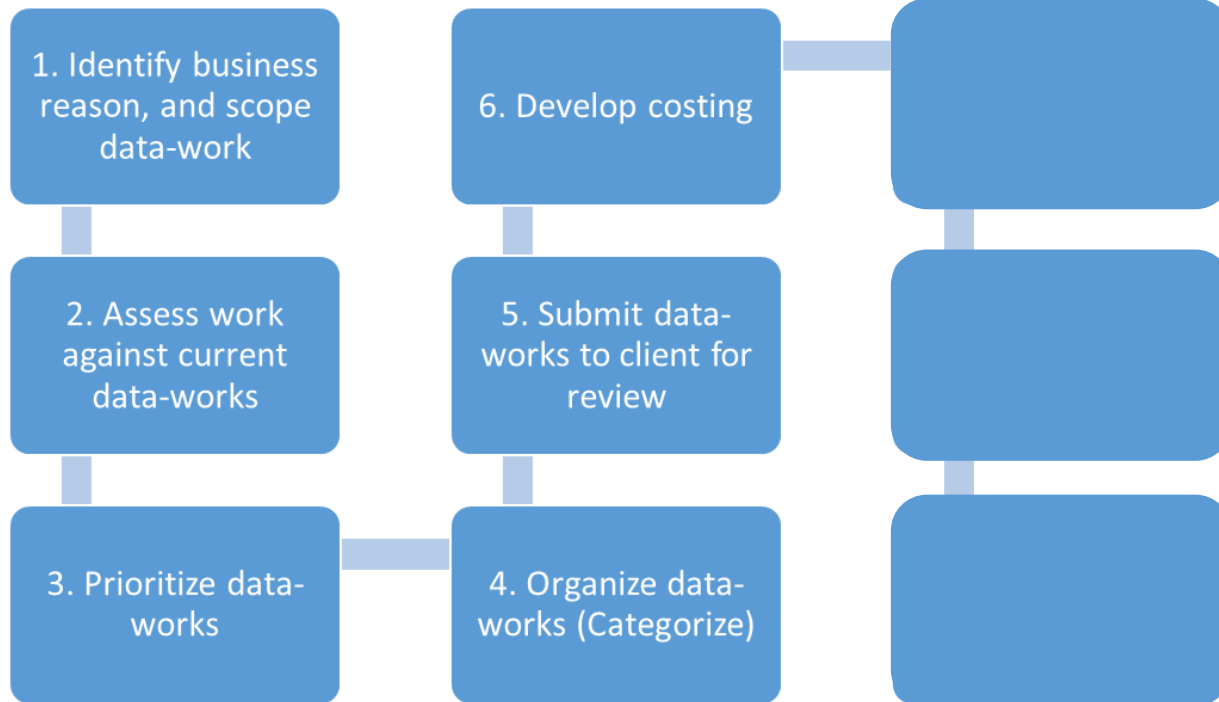 1. Identify business
reason, and scope
data-work
2. Assess work
against current
data-works
3. Prioritize data-
works
4. Organize data-
works (Categorize)
5. Submit data-
works to client for
review
6. Develop costing